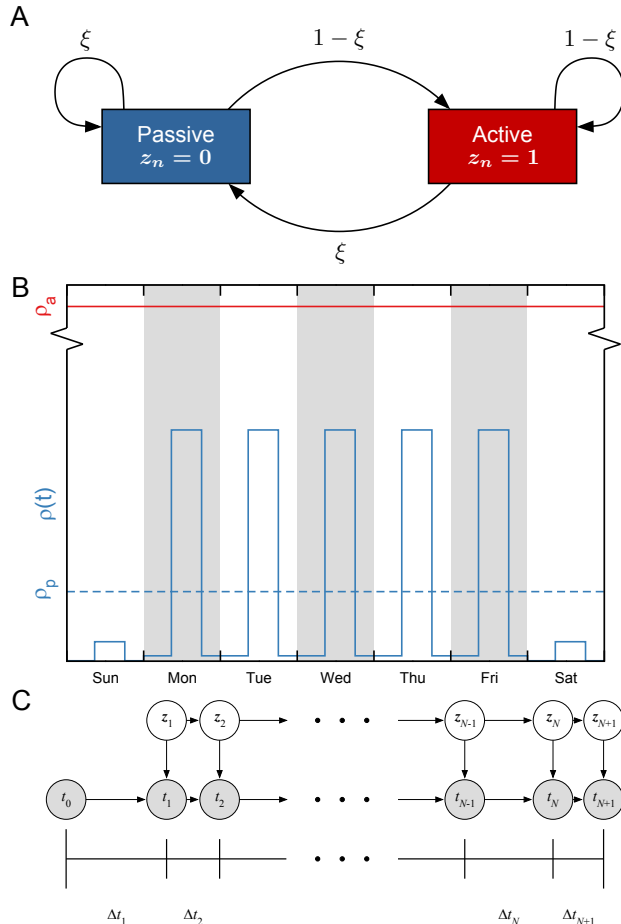 A
ξ
1 − ξ
1 − ξ
Passive
z_n = 0
Active
z_n = 1
ξ
B
ρ_a
ρ(t)
ρ_p
Sun Mon Tue Wed Thu Fri Sat
C
z_1 z_2 • • • z_{N-1} z_N z_{N+1}
t_0 t_1 t_2 • • • t_{N-1} t_N t_{N+1}
• • •
Δt_1 Δt_2 Δt_N Δt_{N+1}